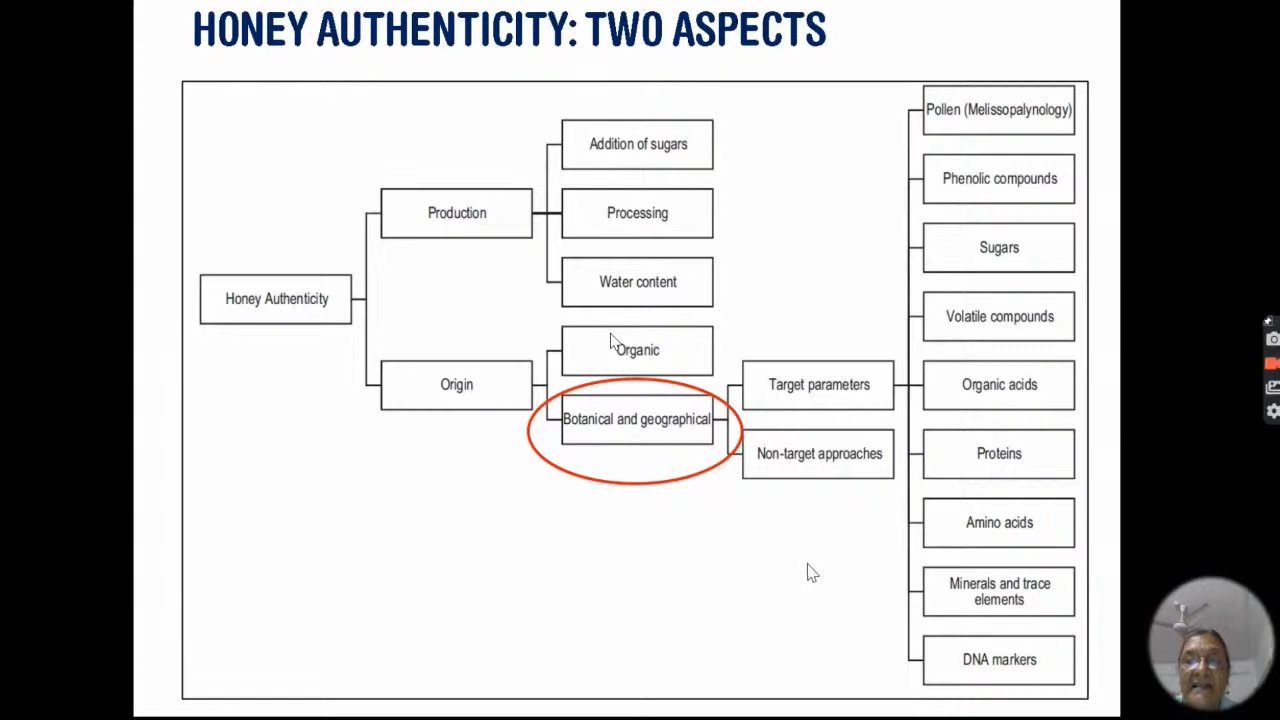 HONEY AUTHENTICITY: TWO ASPECTS
Honey Authenticity
Production
Addition of sugars
Processing
Water content
Origin
Organic
Botanical and geographical
Target parameters
Non-target approaches
Pollen (Melissopalynology)
Phenolic compounds
Sugars
Volatile compounds
Organic acids
Proteins
Amino acids
Minerals and trace
elements
DNA markers